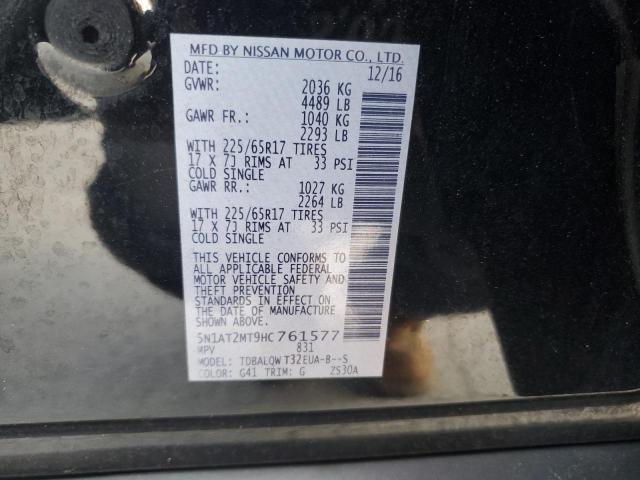 MFD BY NISSAN MOTOR CO., LTD.
DATE: 12/16
GVWR: 2036 KG
4489 LB
GAWR FR.: 1040 KG
2293 LB
WITH 225/65R17 TIRES
17 X 7J RIMS AT 33 PSI
COLD SINGLE
GAWR RR.: 1027 KG
2264 LB
WITH 225/65R17 TIRES
17 X 7J RIMS AT 33 PSI
COLD SINGLE
THIS VEHICLE CONFORMS TO
ALL APPLICABLE FEDERAL
MOTOR VEHICLE SAFETY AND
THEFT PREVENTION
STANDARDS IN EFFECT ON THE
DATE OF MANUFACTURE
SHOWN ABOVE.
5N1AT2MT9HC761577
MPV 831
MODEL: TDBALQWT32EUA-B--S
COLOR: G41 TRIM: G ZS30A